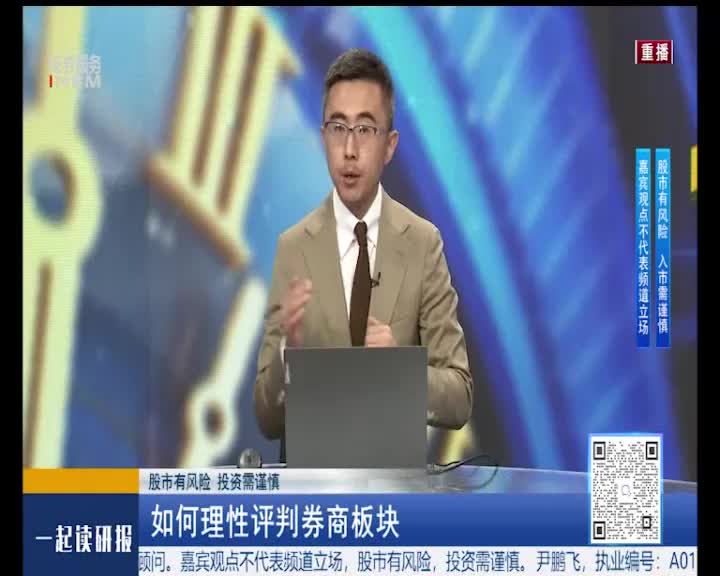 重播
股市有风险 入市需谨慎
嘉宾观点不代表频道立场
股市有风险 投资需谨慎
如何理性评判券商板块
一起读研报
顾问。嘉宾观点不代表频道立场，股市有风险，投资需谨慎。尹鹏飞，执业编号：A01